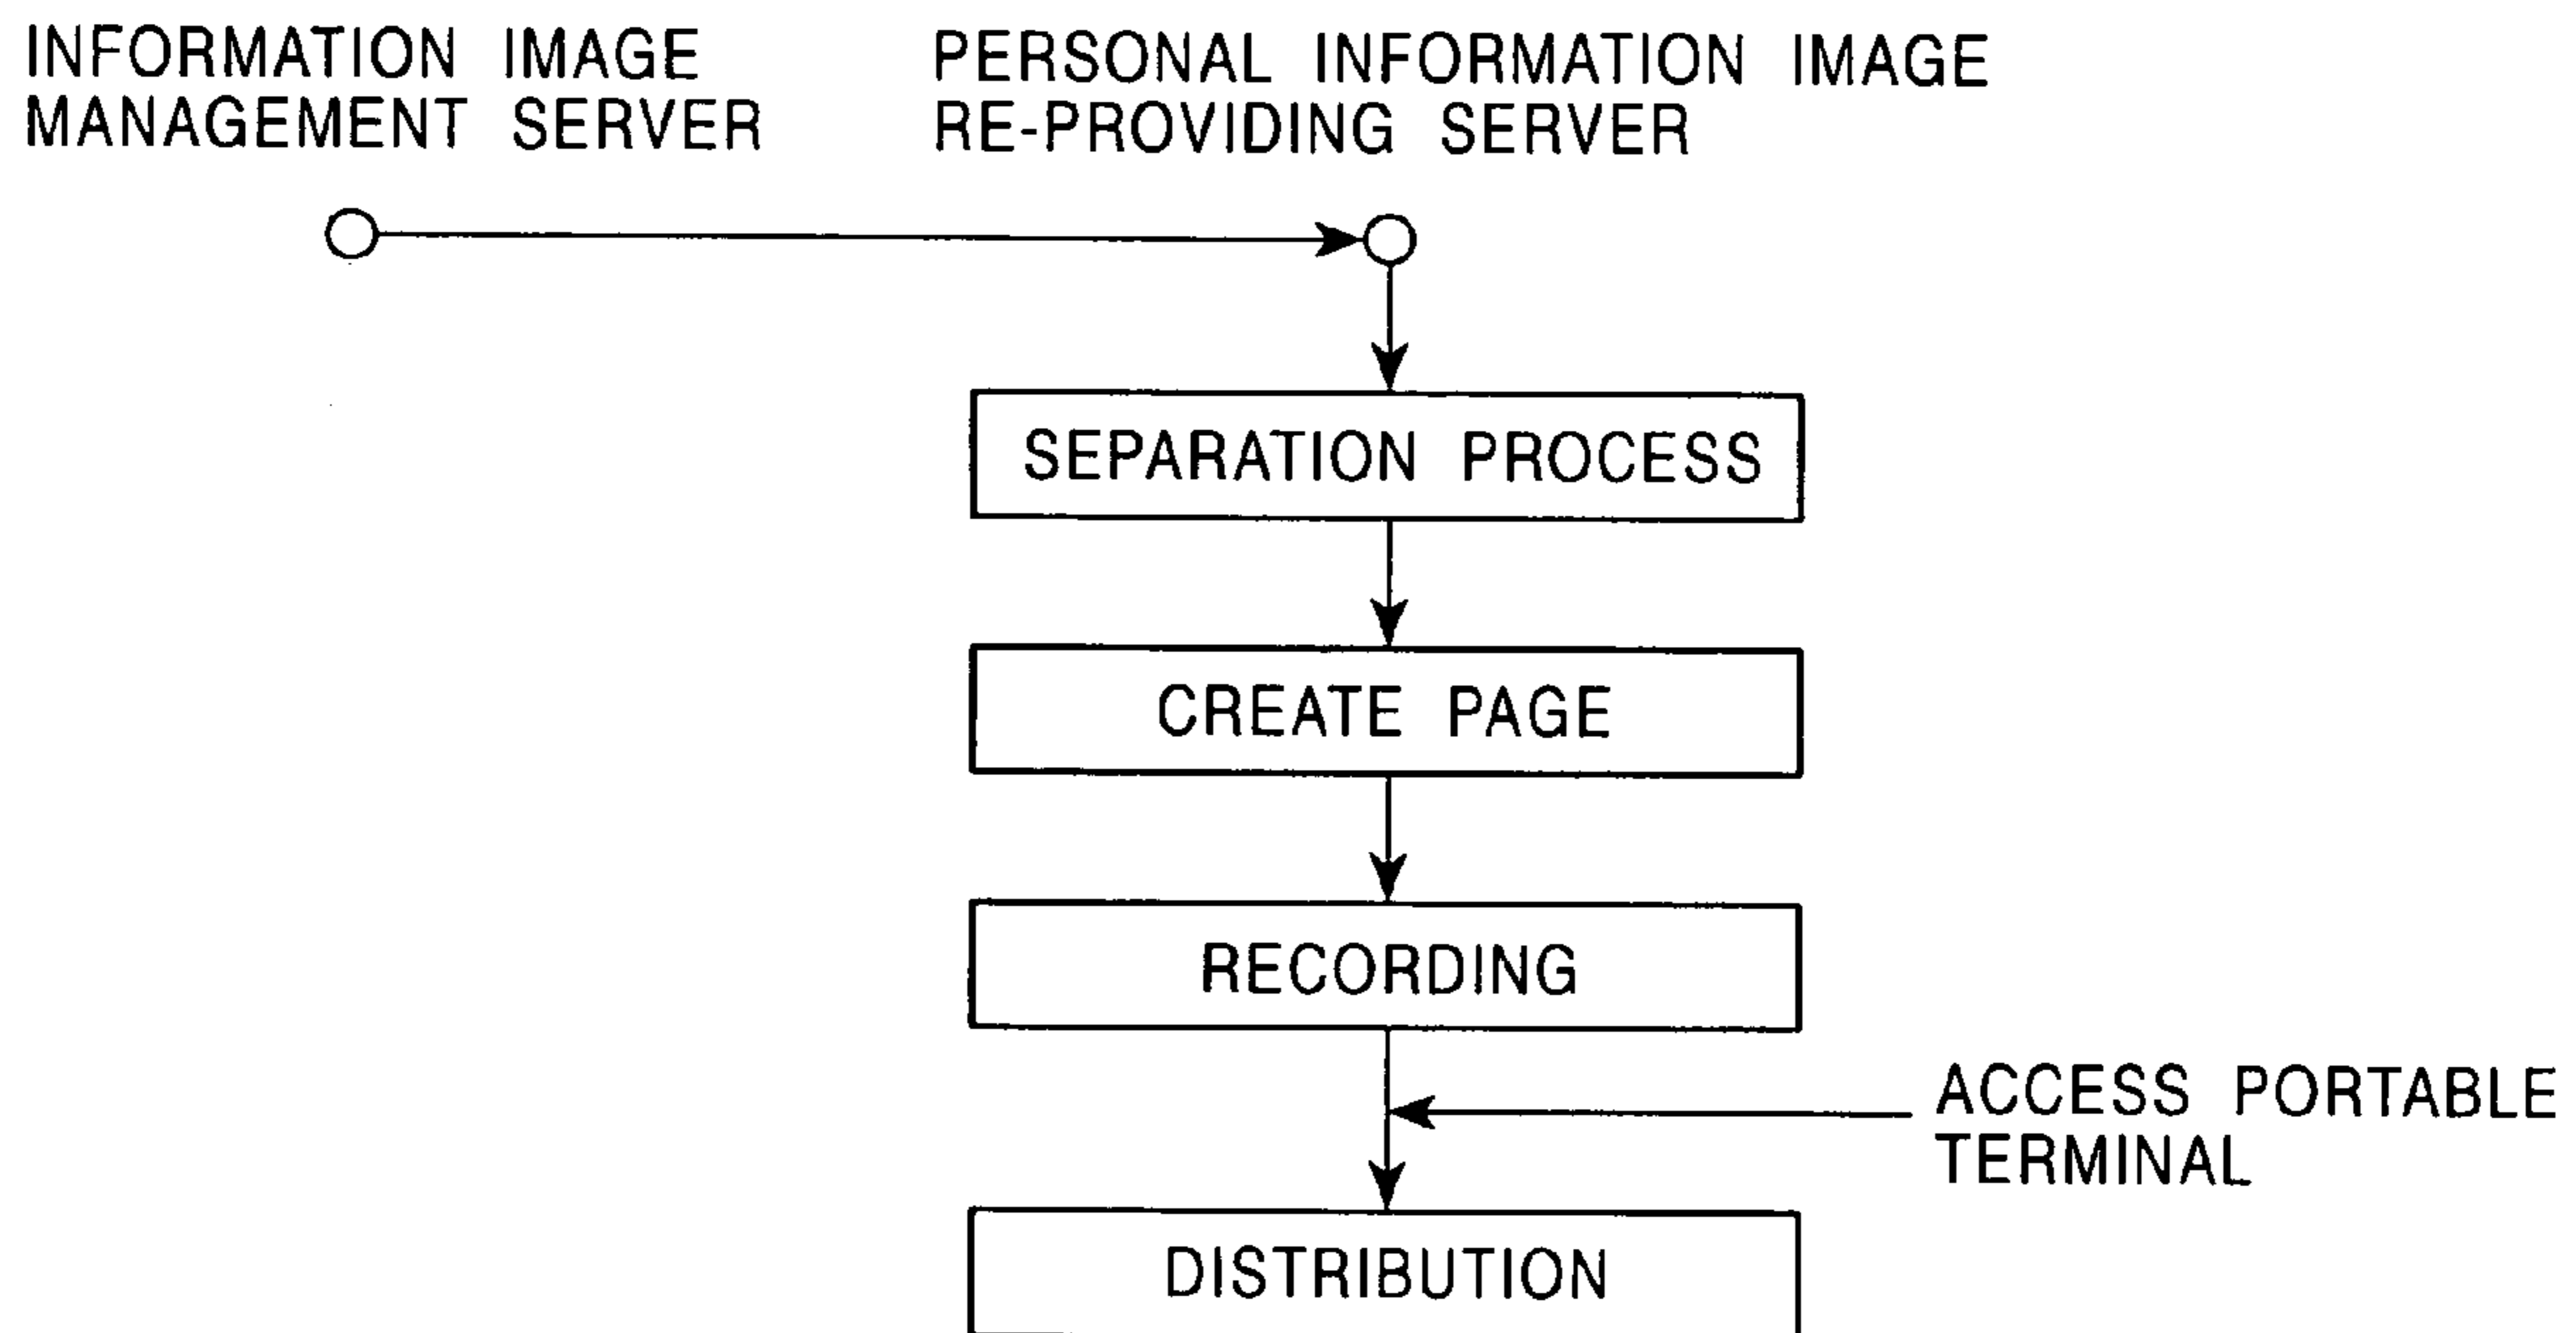 INFORMATION IMAGE
MANAGEMENT SERVER
PERSONAL INFORMATION IMAGE
RE-PROVIDING SERVER
SEPARATION PROCESS
CREATE PAGE
RECORDING
ACCESS PORTABLE
TERMINAL
DISTRIBUTION